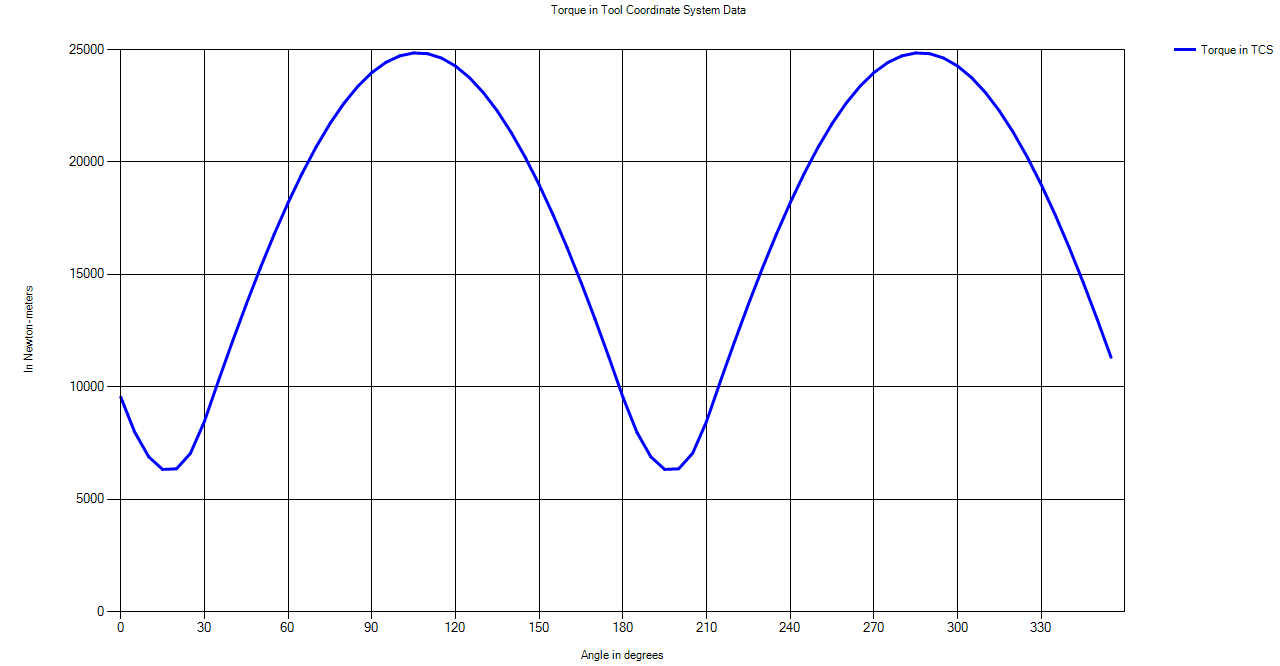 Torque in Tool Coordinate System Data
Torque in TCS
In Newton-meters
25000
20000
15000
10000
5000
0
0 30 60 90 120 150 180 210 240 270 300 330
Angle in degrees